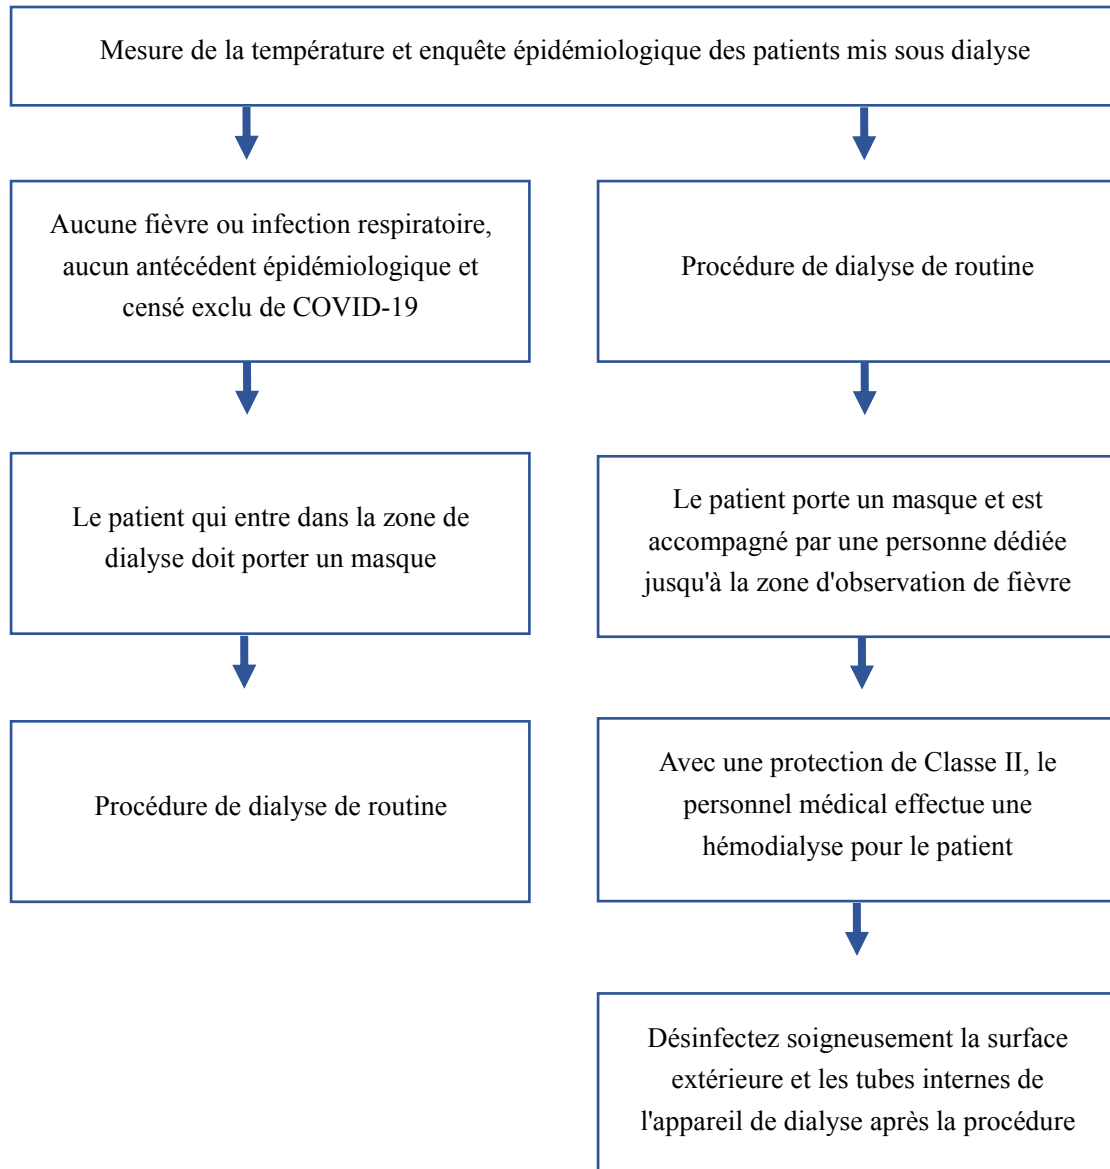 Mesure de la température et enquête épidémiologique des patients mis sous dialyse
Aucune fièvre ou infection respiratoire,
aucun antécédent épidémiologique et
censé exclu de COVID-19
Procédure de dialyse de routine
Le patient qui entre dans la zone de
dialyse doit porter un masque
Le patient porte un masque et est
accompagné par une personne dédiée
jusqu'à la zone d'observation de fièvre
Procédure de dialyse de routine
Avec une protection de Classe II, le
personnel médical effectue une
hémodialyse pour le patient
Désinfectez soigneusement la surface
extérieure et les tubes internes de
l'appareil de dialyse après la procédure